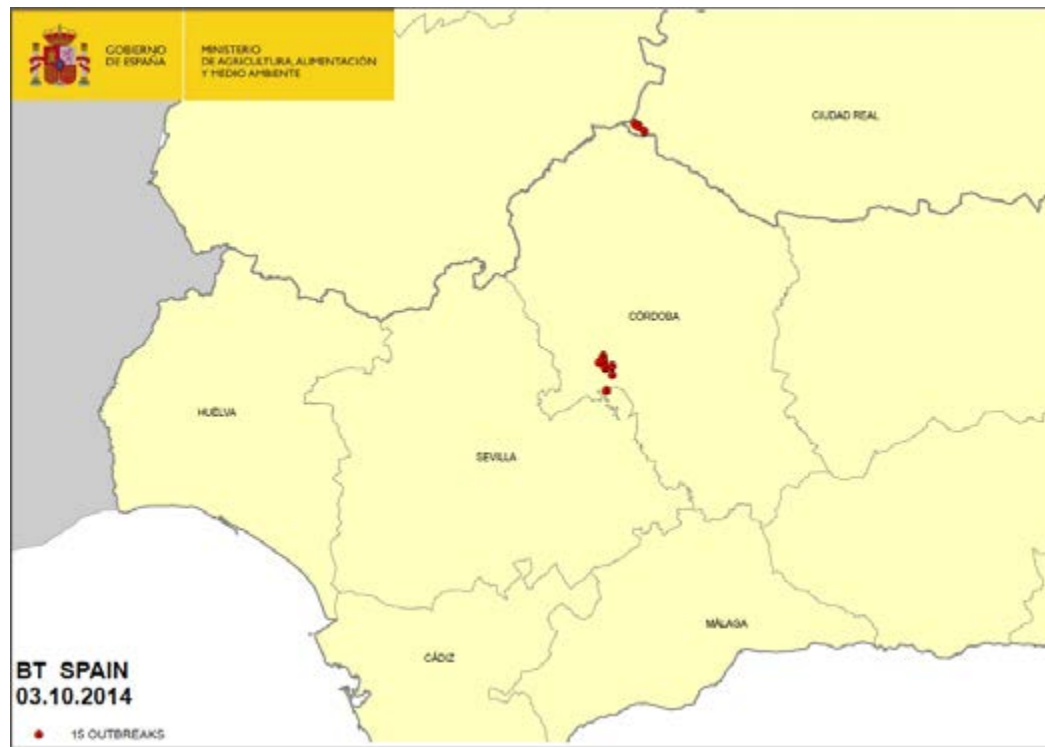 GOBIERNO
DE ESPAÑA
MINISTERIO
DE AGRICULTURA, ALIMENTACIÓN
Y MEDIO AMBIENTE
CIUDAD REAL
CÓRDOBA
HUELVA
SEVILLA
MÁLAGA
CÁDIZ
BT SPAIN
03.10.2014
15 OUTBREAKS